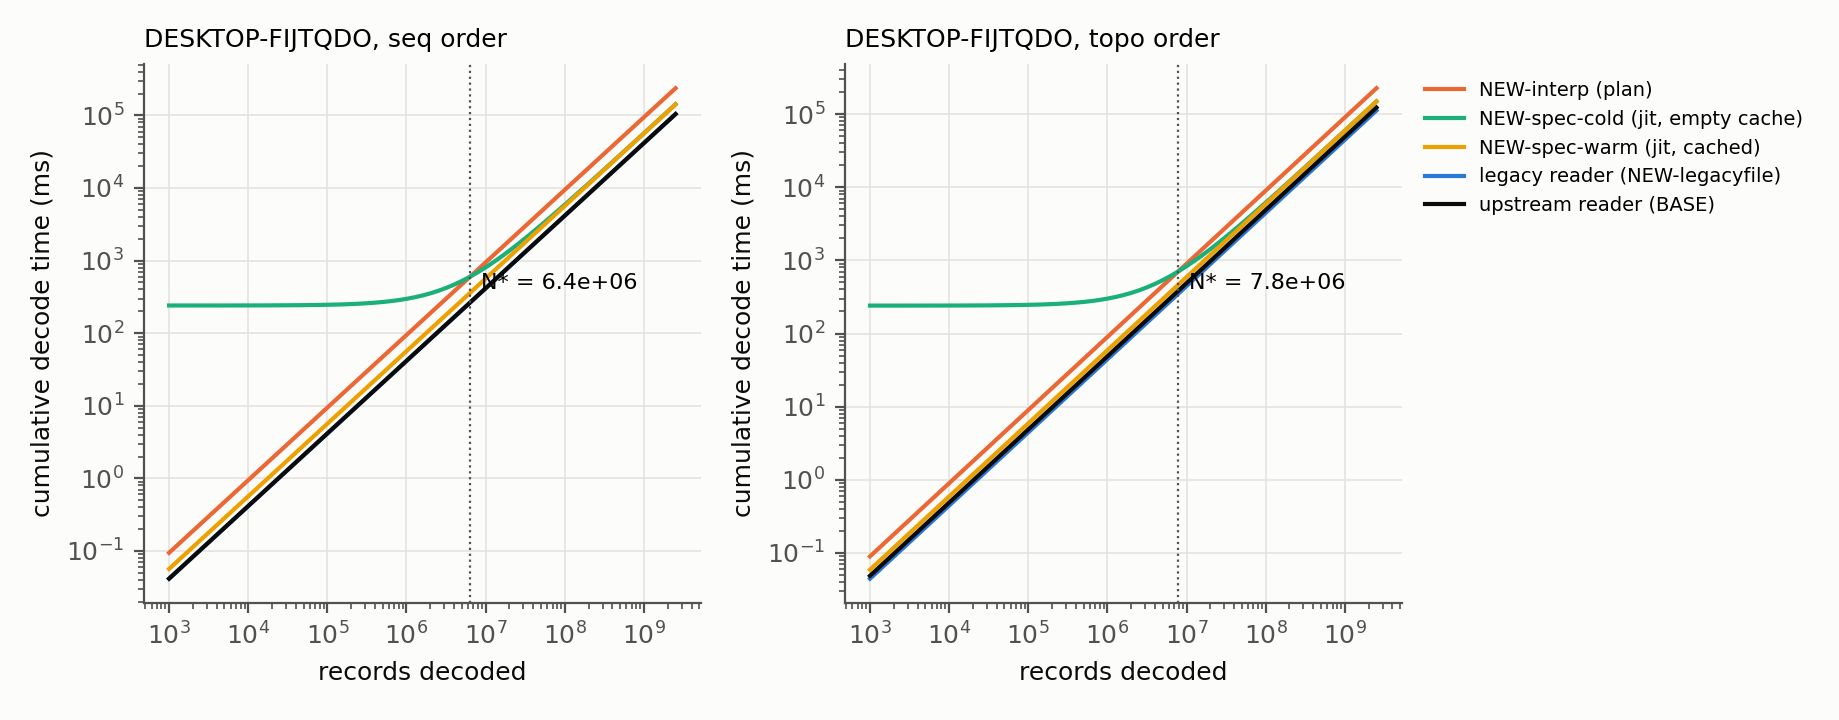 DESKTOP-FIJTQDO, seq order
cumulative decode time (ms)
10^5
10^4
10^3
10^2
10^1
10^0
10^−1
N* = 6.4e+06
10^3 10^4 10^5 10^6 10^7 10^8 10^9
records decoded
DESKTOP-FIJTQDO, topo order
cumulative decode time (ms)
10^5
10^4
10^3
10^2
10^1
10^0
10^−1
N* = 7.8e+06
10^3 10^4 10^5 10^6 10^7 10^8 10^9
records decoded
NEW-interp (plan)
NEW-spec-cold (jit, empty cache)
NEW-spec-warm (jit, cached)
legacy reader (NEW-legacyfile)
upstream reader (BASE)